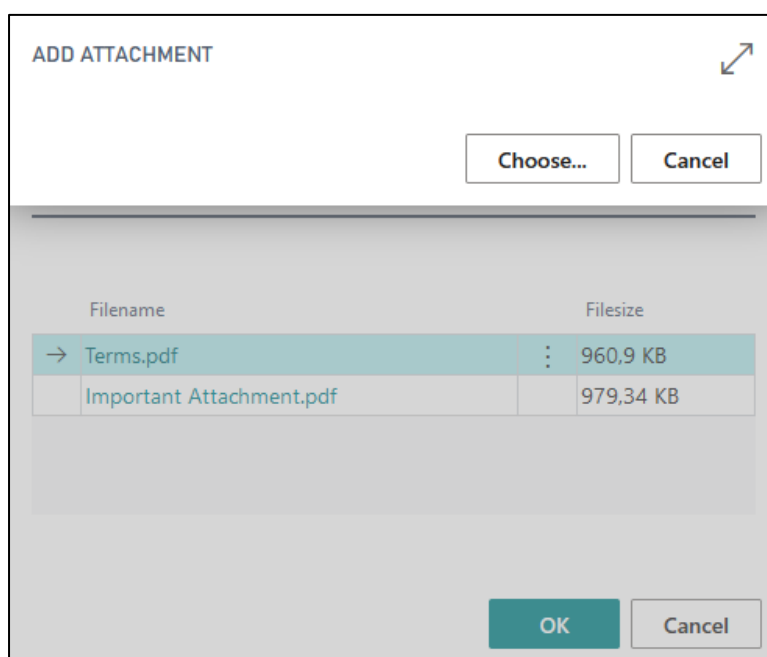 ADD ATTACHMENT
Choose... Cancel
Filename Filesize
Terms.pdf 960,9 KB
Important Attachment.pdf 979,34 KB
OK Cancel